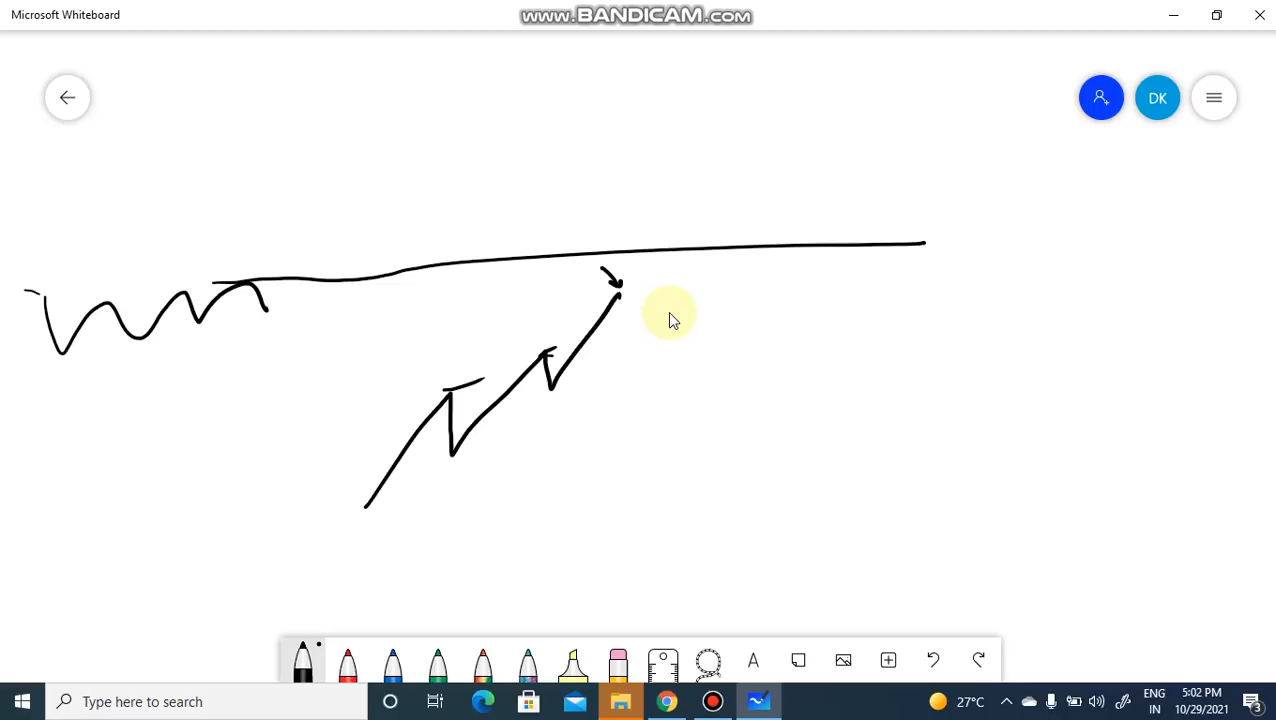 Microsoft Whiteboard
www.BANDICAM.com
DK
A
Type here to search
27°C
ENG
IN
5:02 PM
10/29/2021
3